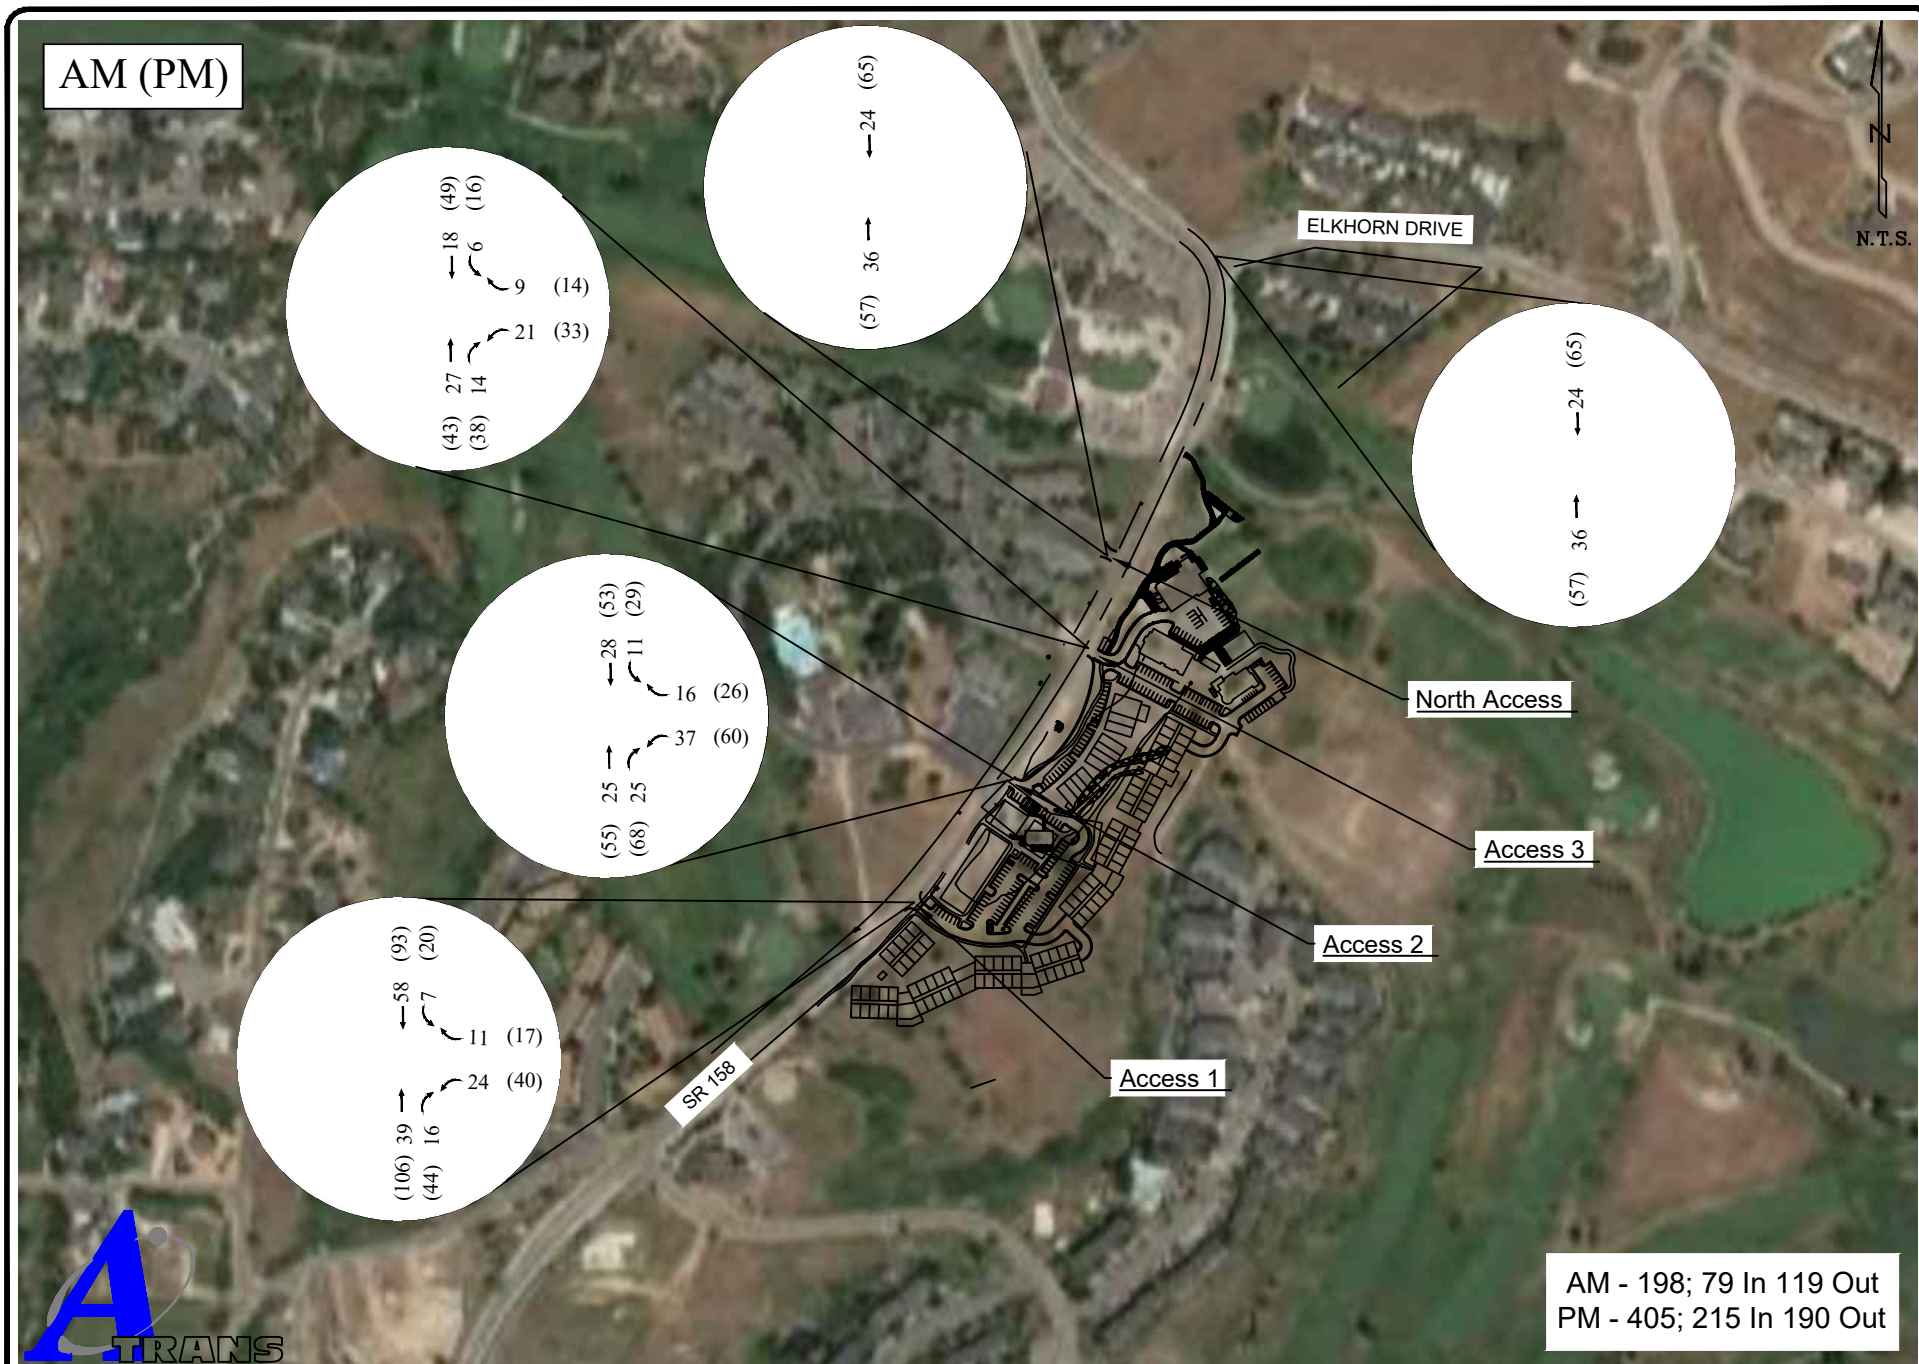 AM (PM)
24 (65)
36 (57)
N
N.T.S.
ELKHORN DRIVE
18 (49)
6 (16)
9 (14)
21 (33)
27 (43)
14 (38)
24 (65)
36 (57)
28 (53)
11 (29)
16 (26)
37 (60)
25 (55)
25 (68)
North Access
Access 3
Access 2
Access 1
58 (93)
7 (20)
11 (17)
24 (40)
39 (106)
16 (44)
SR 158
A
TRANS
AM - 198; 79 In 119 Out
PM - 405; 215 In 190 Out